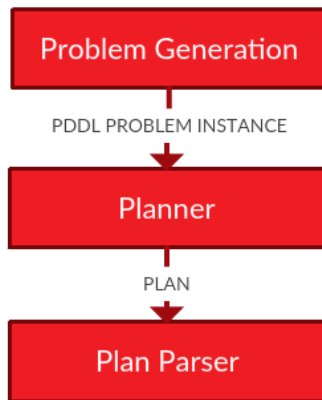 Problem Generation
PDDL PROBLEM INSTANCE
Planner
PLAN
Plan Parser